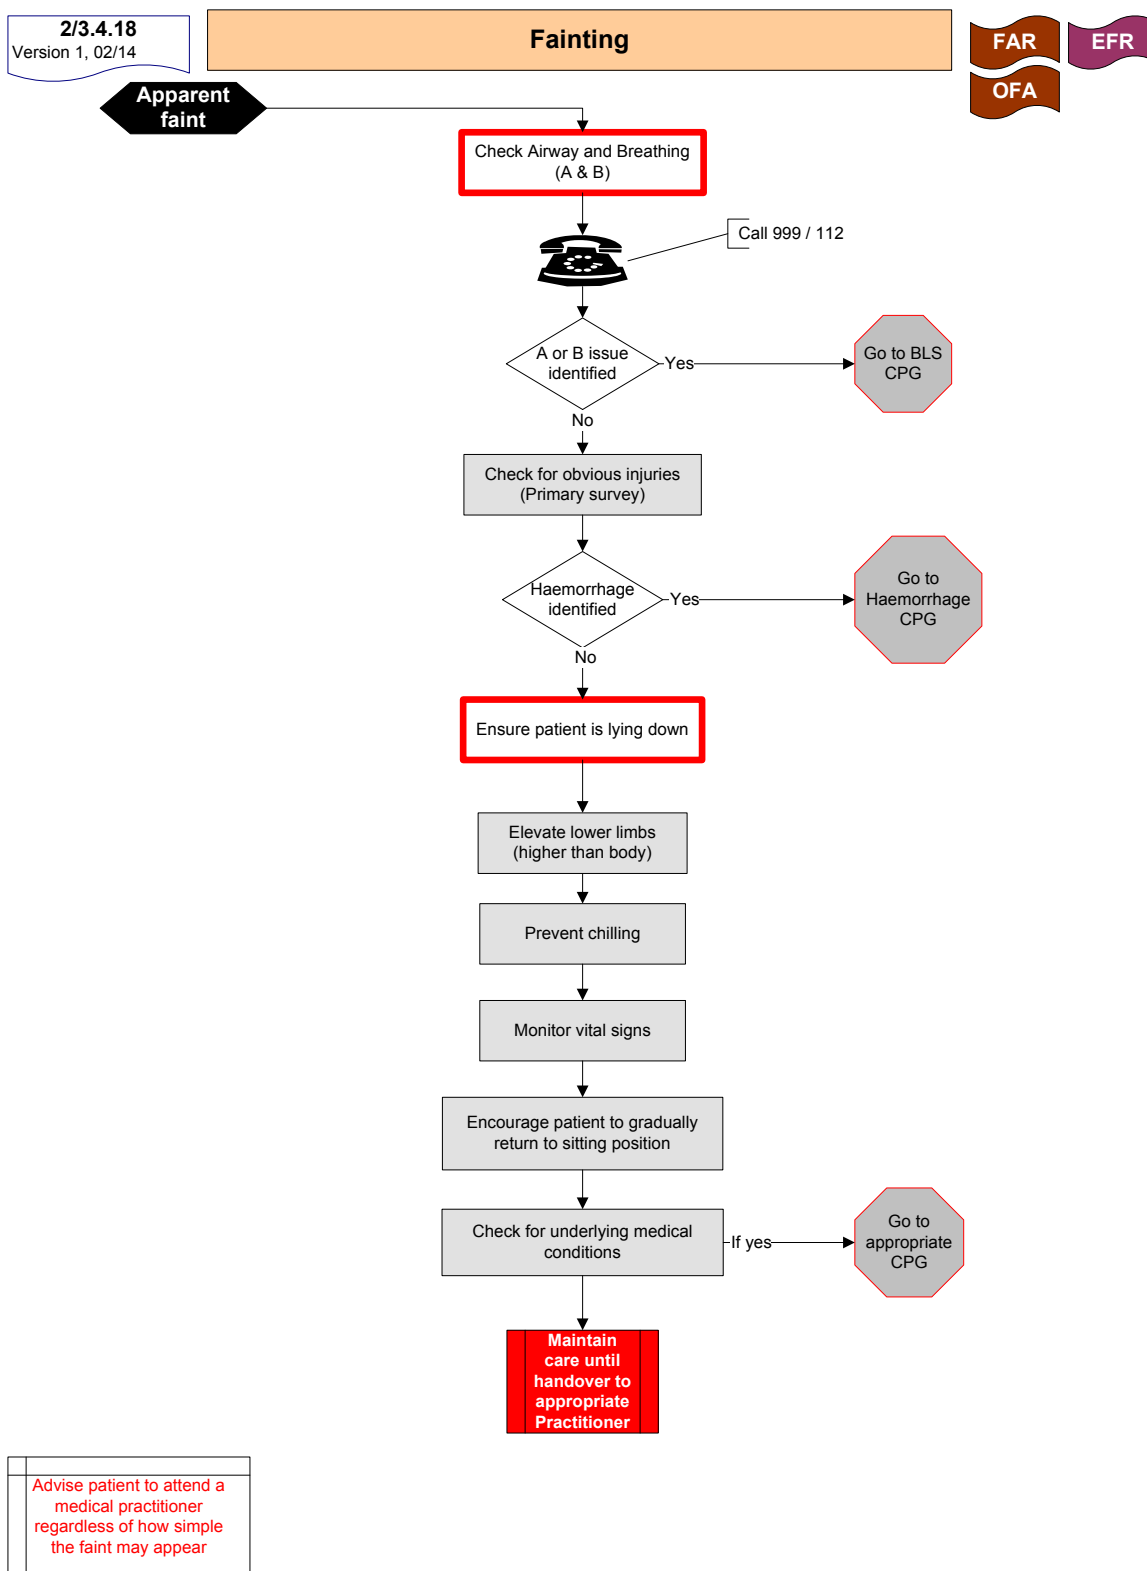 2/3.4.18
Version 1, 02/14
Fainting
FAR
EFR
OFA
Apparent
faint
Check Airway and Breathing
(A & B)
Call 999 / 112
A or B issue
identified
Yes
Go to BLS
CPG
No
Check for obvious injuries
(Primary survey)
Haemorrhage
identified
Yes
Go to
Haemorrhage
CPG
No
Ensure patient is lying down
Elevate lower limbs
(higher than body)
Prevent chilling
Monitor vital signs
Encourage patient to gradually
return to sitting position
Check for underlying medical
conditions
If yes
Go to
appropriate
CPG
Maintain
care until
handover to
appropriate
Practitioner
Advise patient to attend a
medical practitioner
regardless of how simple
the faint may appear